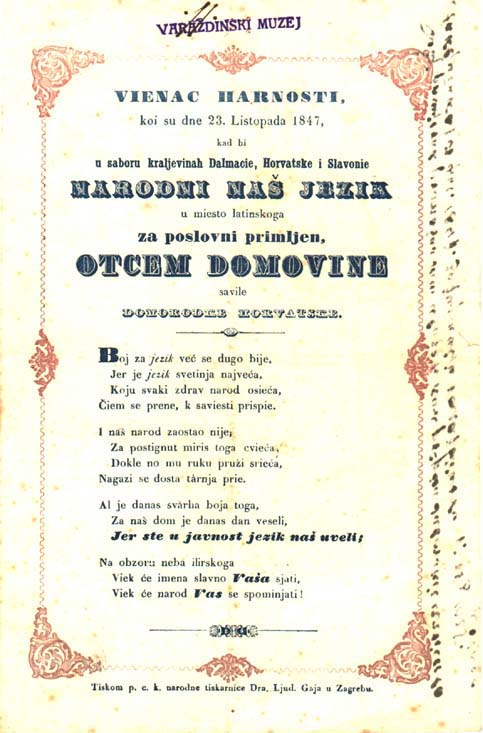 VARAŽDINSKI MUZEJ
VIENAC HARNOSTI,
koi su dne 23. Listopada 1847,
kad bi
u saboru kraljevinah Dalmacie, Horvatske i Slavonie
NARODNI NAŠ JEZIK
u miesto latinskoga
za poslovni primljen,
OTCEM DOMOVINE
savile
DOMORODKE HORVATSKE.
Boj za jezik već se dugo bije,
Jer je jezik svetinja najveća,
Koju svaki zdrav narod osieća,
Čiem se prene, k saviesti prispie.
I naš narod zaostao nije,
Za postignut miris toga cvieća,
Dokle no mu ruku pruži srieća,
Nagazi se dosta tàrnja prie.
Al je danas svàrha boja toga,
Za naš dom je danas dan veseli,
Jer ste u javnost jezik naš uveli;
Na obzoru neba ilirskoga
Viek će imena slavno Vaša sjati,
Viek će narod Vas se spominjati!
Tiskom p. c. k. narodne tiskarnice Dra. Ljud. Gaja u Zagrebu.